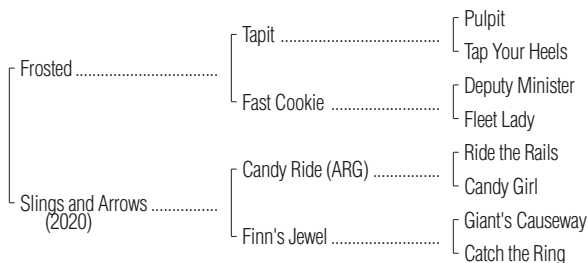 Pulpit
Tapit ........................................
Tap Your Heels
Frosted ....................................
Deputy Minister
Fast Cookie ...........................
Fleet Lady
Ride the Rails
Candy Ride (ARG) .................
Candy Girl
Slings and Arrows .................
(2020)
Giant's Causeway
Finn's Jewel ...........................
Catch the Ring